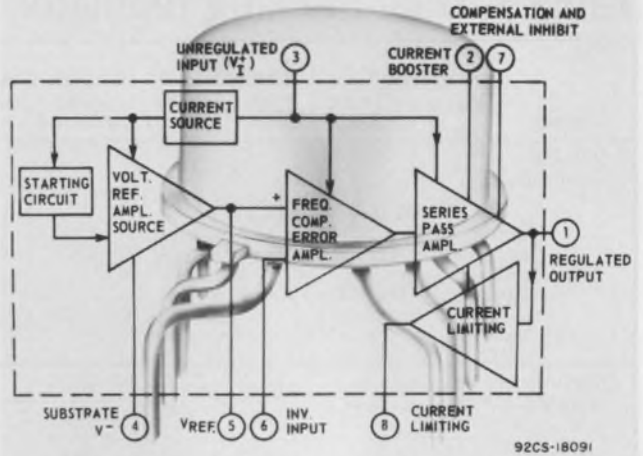 COMPENSATION AND
EXTERNAL INHIBIT
UNREGULATED
INPUT (V_I^+)
3
CURRENT
BOOSTER
2
7
CURRENT
SOURCE
STARTING
CIRCUIT
VOLT.
REF.
AMPL.
SOURCE
+
FREQ.
COMP.
ERROR
AMPL.
SERIES
PASS
AMPL.
1
REGULATED
OUTPUT
CURRENT
LIMITING
SUBSTRATE
V-
4
VREF.
5
6
INV.
INPUT
8
CURRENT
LIMITING
92CS-18091